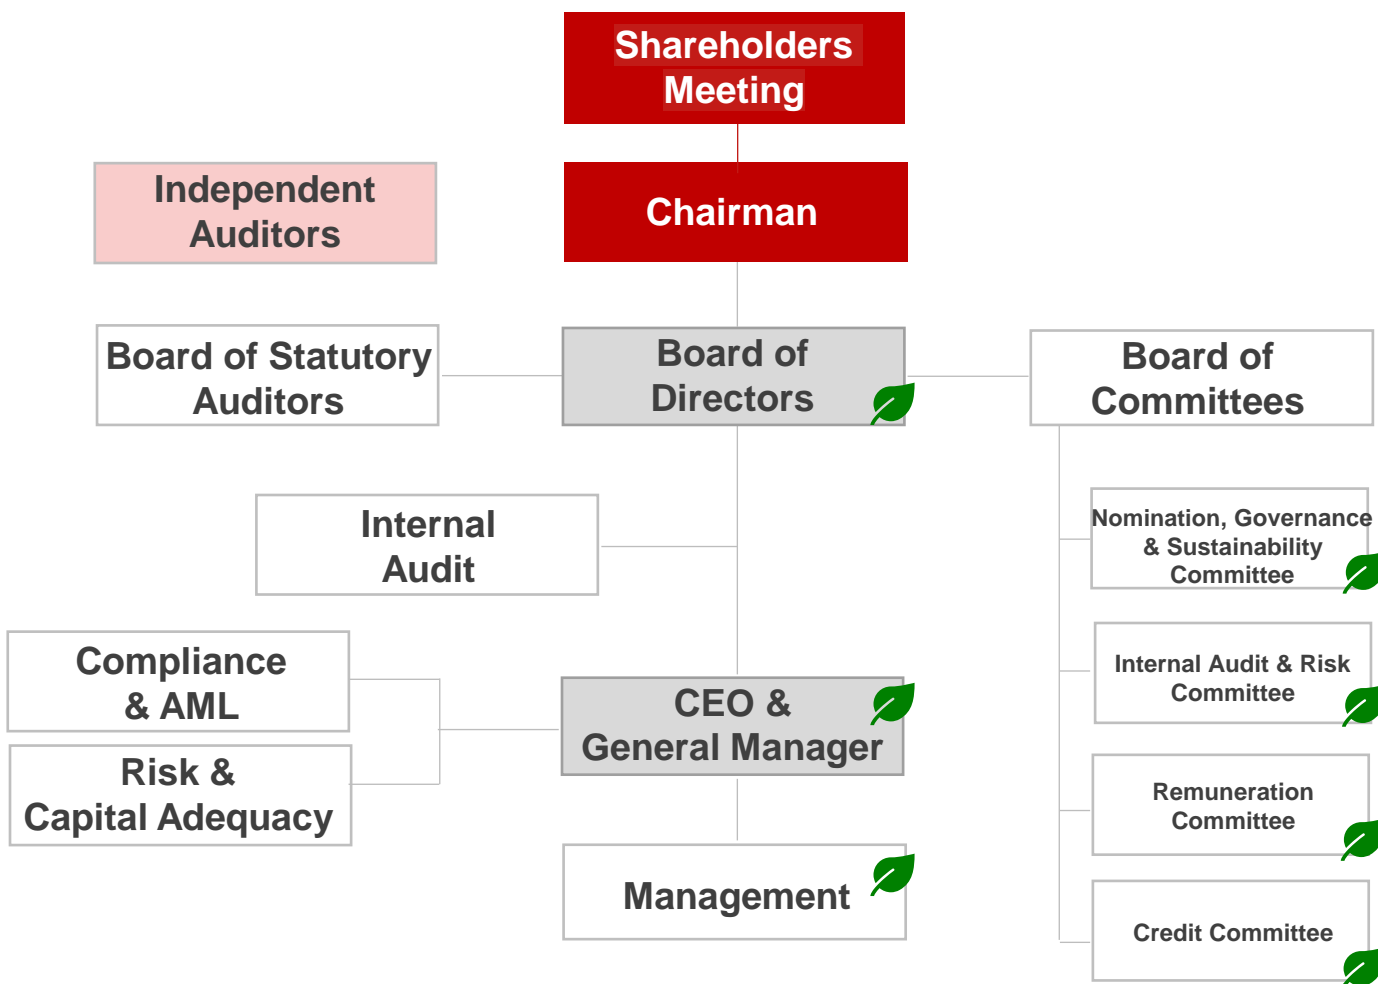 Shareholders
Meeting
Independent
Auditors
Chairman
Board of Statutory
Auditors
Board of
Directors
Board of
Committees
Internal
Audit
Nomination, Governance
& Sustainability
Committee
Compliance
& AML
Internal Audit & Risk
Committee
CEO &
General Manager
Risk &
Capital Adequacy
Remuneration
Committee
Management
Credit Committee